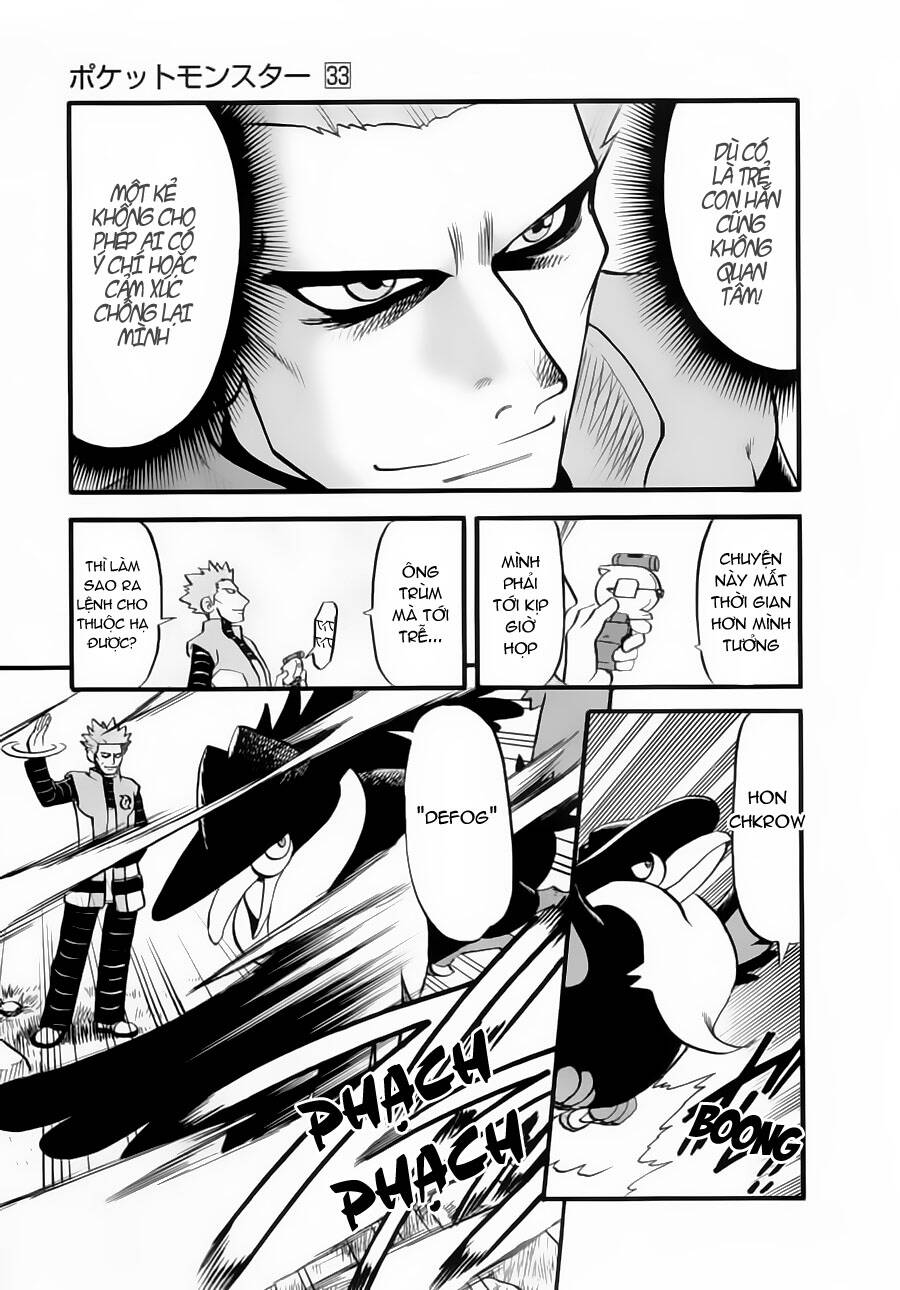 ポケットモンスター 33
DÙ CÓ
LÀ TRẺ
CON HẮN
CŨNG
KHÔNG
QUAN
TÂM!
MỘT KẺ
KHÔNG CHO
PHÉP AI CÓ
Ý CHÍ HOẶC
CẢM XÚC
CHỐNG LẠI
MÌNH
CHUYỆN
NÀY MẤT
THỜI GIAN
HƠN MÌNH
TƯỞNG
MÌNH
PHẢI
TỚI KỊP
GIỜ
HỌP
ÔNG
TRÙM
MÀ TỚI
TRỄ...
THÌ LÀM
SAO RA
LỆNH CHO
THUỘC HẠ
ĐƯỢC?
HON
CHKROW
BOONG
"DEFOG"
PHẠCH
PHẠCH